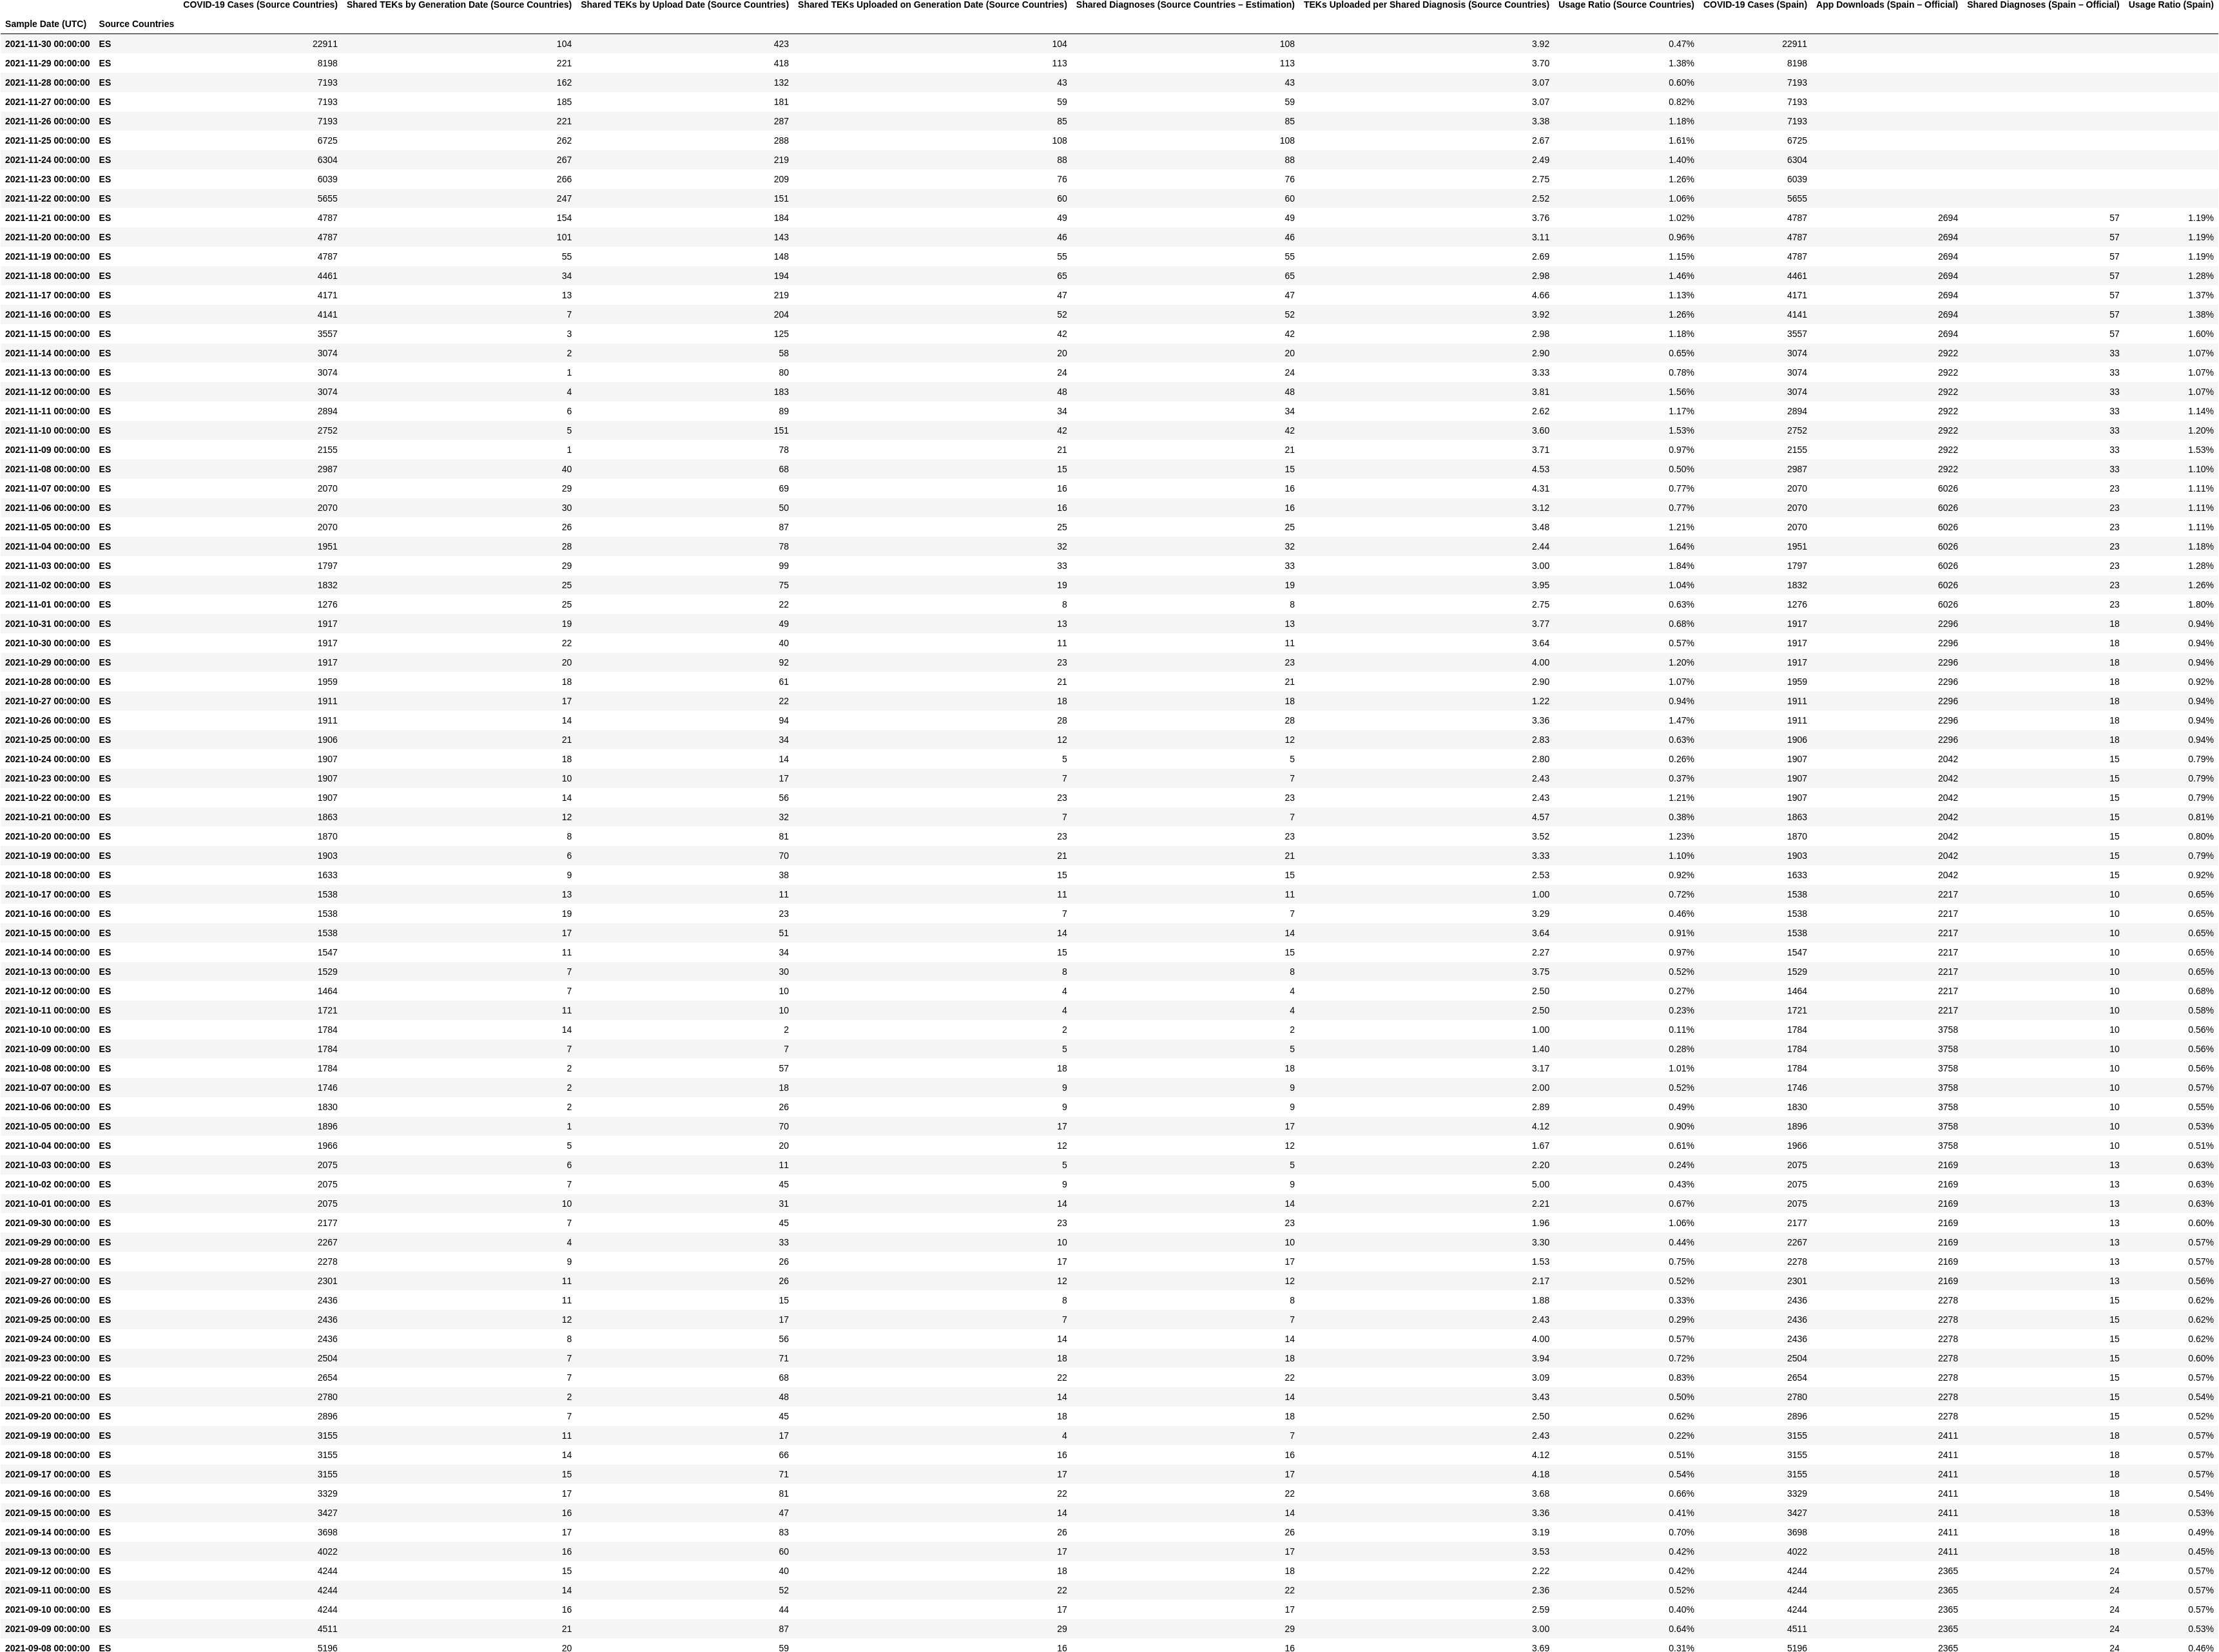 COVID-19 Cases (Source Countries) Shared TEKs by Generation Date (Source Countries) Shared TEKs by Upload Date (Source Countries) Shared TEKs Uploaded on Generation Date (Source Countries) Shared Diagnoses (Source Countries – Estimation) TEKs Uploaded per Shared Diagnosis (Source Countries) Usage Ratio (Source Countries) COVID-19 Cases (Spain) App Downloads (Spain – Official) Shared Diagnoses (Spain – Official) Usage Ratio (Spain)
Sample Date (UTC) Source Countries
2021-11-30 00:00:00 ES 22911 104 423 104 108 3.92 0.47% 22911
2021-11-29 00:00:00 ES 8198 221 418 113 113 3.70 1.38% 8198
2021-11-28 00:00:00 ES 7193 162 132 43 43 3.07 0.60% 7193
2021-11-27 00:00:00 ES 7193 185 181 59 59 3.07 0.82% 7193
2021-11-26 00:00:00 ES 7193 221 287 85 85 3.38 1.18% 7193
2021-11-25 00:00:00 ES 6725 262 288 108 108 2.67 1.61% 6725
2021-11-24 00:00:00 ES 6304 267 219 88 88 2.49 1.40% 6304
2021-11-23 00:00:00 ES 6039 266 209 76 76 2.75 1.26% 6039
2021-11-22 00:00:00 ES 5655 247 151 60 60 2.52 1.06% 5655
2021-11-21 00:00:00 ES 4787 154 184 49 49 3.76 1.02% 4787 2694 57 1.19%
2021-11-20 00:00:00 ES 4787 101 143 46 46 3.11 0.96% 4787 2694 57 1.19%
2021-11-19 00:00:00 ES 4787 55 148 55 55 2.69 1.15% 4787 2694 57 1.19%
2021-11-18 00:00:00 ES 4461 34 194 65 65 2.98 1.46% 4461 2694 57 1.28%
2021-11-17 00:00:00 ES 4171 13 219 47 47 4.66 1.13% 4171 2694 57 1.37%
2021-11-16 00:00:00 ES 4141 7 204 52 52 3.92 1.26% 4141 2694 57 1.38%
2021-11-15 00:00:00 ES 3557 3 125 42 42 2.98 1.18% 3557 2694 57 1.60%
2021-11-14 00:00:00 ES 3074 2 58 20 20 2.90 0.65% 3074 2922 33 1.07%
2021-11-13 00:00:00 ES 3074 1 80 24 24 3.33 0.78% 3074 2922 33 1.07%
2021-11-12 00:00:00 ES 3074 4 183 48 48 3.81 1.56% 3074 2922 33 1.07%
2021-11-11 00:00:00 ES 2894 6 89 34 34 2.62 1.17% 2894 2922 33 1.14%
2021-11-10 00:00:00 ES 2752 5 151 42 42 3.60 1.53% 2752 2922 33 1.20%
2021-11-09 00:00:00 ES 2155 1 78 21 21 3.71 0.97% 2155 2922 33 1.53%
2021-11-08 00:00:00 ES 2987 40 68 15 15 4.53 0.50% 2987 2922 33 1.10%
2021-11-07 00:00:00 ES 2070 29 69 16 16 4.31 0.77% 2070 6026 23 1.11%
2021-11-06 00:00:00 ES 2070 30 50 16 16 3.12 0.77% 2070 6026 23 1.11%
2021-11-05 00:00:00 ES 2070 26 87 25 25 3.48 1.21% 2070 6026 23 1.11%
2021-11-04 00:00:00 ES 1951 28 78 32 32 2.44 1.64% 1951 6026 23 1.18%
2021-11-03 00:00:00 ES 1797 29 99 33 33 3.00 1.84% 1797 6026 23 1.28%
2021-11-02 00:00:00 ES 1832 25 75 19 19 3.95 1.04% 1832 6026 23 1.26%
2021-11-01 00:00:00 ES 1276 25 22 8 8 2.75 0.63% 1276 6026 23 1.80%
2021-10-31 00:00:00 ES 1917 19 49 13 13 3.77 0.68% 1917 2296 18 0.94%
2021-10-30 00:00:00 ES 1917 22 40 11 11 3.64 0.57% 1917 2296 18 0.94%
2021-10-29 00:00:00 ES 1917 20 92 23 23 4.00 1.20% 1917 2296 18 0.94%
2021-10-28 00:00:00 ES 1959 18 61 21 21 2.90 1.07% 1959 2296 18 0.92%
2021-10-27 00:00:00 ES 1911 17 22 18 18 1.22 0.94% 1911 2296 18 0.94%
2021-10-26 00:00:00 ES 1911 14 94 28 28 3.36 1.47% 1911 2296 18 0.94%
2021-10-25 00:00:00 ES 1906 21 34 12 12 2.83 0.63% 1906 2296 18 0.94%
2021-10-24 00:00:00 ES 1907 18 14 5 5 2.80 0.26% 1907 2042 15 0.79%
2021-10-23 00:00:00 ES 1907 10 17 7 7 2.43 0.37% 1907 2042 15 0.79%
2021-10-22 00:00:00 ES 1907 14 56 23 23 2.43 1.21% 1907 2042 15 0.79%
2021-10-21 00:00:00 ES 1863 12 32 7 7 4.57 0.38% 1863 2042 15 0.81%
2021-10-20 00:00:00 ES 1870 8 81 23 23 3.52 1.23% 1870 2042 15 0.80%
2021-10-19 00:00:00 ES 1903 6 70 21 21 3.33 1.10% 1903 2042 15 0.79%
2021-10-18 00:00:00 ES 1633 9 38 15 15 2.53 0.92% 1633 2042 15 0.92%
2021-10-17 00:00:00 ES 1538 13 11 11 11 1.00 0.72% 1538 2217 10 0.65%
2021-10-16 00:00:00 ES 1538 19 23 7 7 3.29 0.46% 1538 2217 10 0.65%
2021-10-15 00:00:00 ES 1538 17 51 14 14 3.64 0.91% 1538 2217 10 0.65%
2021-10-14 00:00:00 ES 1547 11 34 15 15 2.27 0.97% 1547 2217 10 0.65%
2021-10-13 00:00:00 ES 1529 7 30 8 8 3.75 0.52% 1529 2217 10 0.65%
2021-10-12 00:00:00 ES 1464 7 10 4 4 2.50 0.27% 1464 2217 10 0.68%
2021-10-11 00:00:00 ES 1721 11 10 4 4 2.50 0.23% 1721 2217 10 0.58%
2021-10-10 00:00:00 ES 1784 14 2 2 2 1.00 0.11% 1784 3758 10 0.56%
2021-10-09 00:00:00 ES 1784 7 7 5 5 1.40 0.28% 1784 3758 10 0.56%
2021-10-08 00:00:00 ES 1784 2 57 18 18 3.17 1.01% 1784 3758 10 0.56%
2021-10-07 00:00:00 ES 1746 2 18 9 9 2.00 0.52% 1746 3758 10 0.57%
2021-10-06 00:00:00 ES 1830 2 26 9 9 2.89 0.49% 1830 3758 10 0.55%
2021-10-05 00:00:00 ES 1896 1 70 17 17 4.12 0.90% 1896 3758 10 0.53%
2021-10-04 00:00:00 ES 1966 5 20 12 12 1.67 0.61% 1966 3758 10 0.51%
2021-10-03 00:00:00 ES 2075 6 11 5 5 2.20 0.24% 2075 2169 13 0.63%
2021-10-02 00:00:00 ES 2075 7 45 9 9 5.00 0.43% 2075 2169 13 0.63%
2021-10-01 00:00:00 ES 2075 10 31 14 14 2.21 0.67% 2075 2169 13 0.63%
2021-09-30 00:00:00 ES 2177 7 45 23 23 1.96 1.06% 2177 2169 13 0.60%
2021-09-29 00:00:00 ES 2267 4 33 10 10 3.30 0.44% 2267 2169 13 0.57%
2021-09-28 00:00:00 ES 2278 9 26 17 17 1.53 0.75% 2278 2169 13 0.57%
2021-09-27 00:00:00 ES 2301 11 26 12 12 2.17 0.52% 2301 2169 13 0.56%
2021-09-26 00:00:00 ES 2436 11 15 8 8 1.88 0.33% 2436 2278 15 0.62%
2021-09-25 00:00:00 ES 2436 12 17 7 7 2.43 0.29% 2436 2278 15 0.62%
2021-09-24 00:00:00 ES 2436 8 56 14 14 4.00 0.57% 2436 2278 15 0.62%
2021-09-23 00:00:00 ES 2504 7 71 18 18 3.94 0.72% 2504 2278 15 0.60%
2021-09-22 00:00:00 ES 2654 7 68 22 22 3.09 0.83% 2654 2278 15 0.57%
2021-09-21 00:00:00 ES 2780 2 48 14 14 3.43 0.50% 2780 2278 15 0.54%
2021-09-20 00:00:00 ES 2896 7 45 18 18 2.50 0.62% 2896 2278 15 0.52%
2021-09-19 00:00:00 ES 3155 11 17 4 7 2.43 0.22% 3155 2411 18 0.57%
2021-09-18 00:00:00 ES 3155 14 66 16 16 4.12 0.51% 3155 2411 18 0.57%
2021-09-17 00:00:00 ES 3155 15 71 17 17 4.18 0.54% 3155 2411 18 0.57%
2021-09-16 00:00:00 ES 3329 17 81 22 22 3.68 0.66% 3329 2411 18 0.54%
2021-09-15 00:00:00 ES 3427 16 47 14 14 3.36 0.41% 3427 2411 18 0.53%
2021-09-14 00:00:00 ES 3698 17 83 26 26 3.19 0.70% 3698 2411 18 0.49%
2021-09-13 00:00:00 ES 4022 16 60 17 17 3.53 0.42% 4022 2411 18 0.45%
2021-09-12 00:00:00 ES 4244 15 40 18 18 2.22 0.42% 4244 2365 24 0.57%
2021-09-11 00:00:00 ES 4244 14 52 22 22 2.36 0.52% 4244 2365 24 0.57%
2021-09-10 00:00:00 ES 4244 16 44 17 17 2.59 0.40% 4244 2365 24 0.57%
2021-09-09 00:00:00 ES 4511 21 87 29 29 3.00 0.64% 4511 2365 24 0.53%
2021-09-08 00:00:00 ES 5196 20 59 16 16 3.69 0.31% 5196 2365 24 0.46%